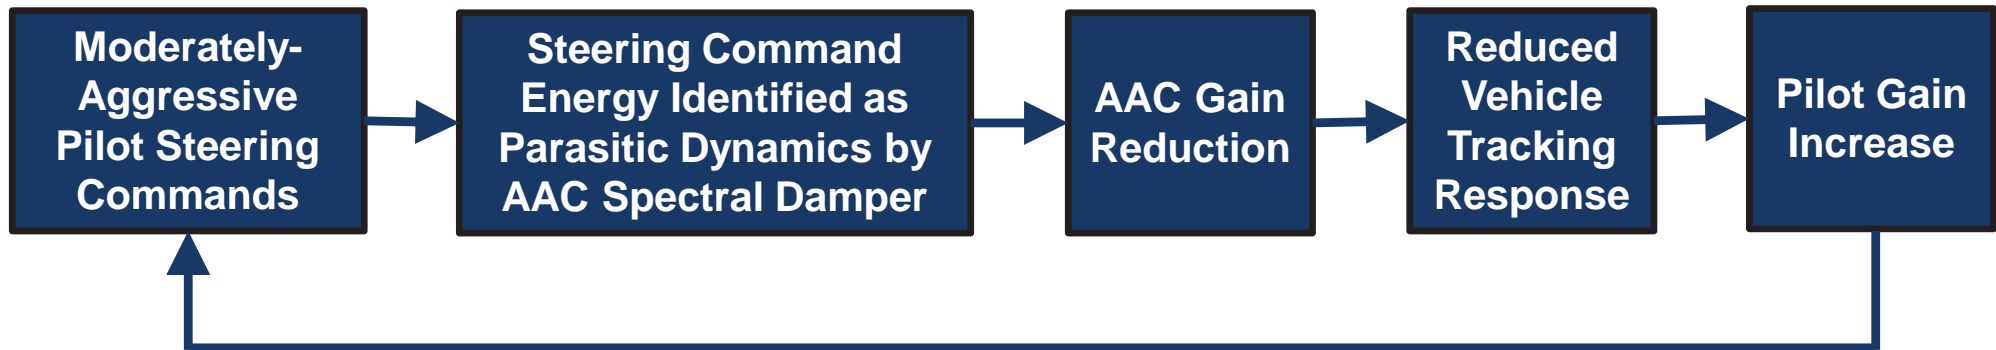 Moderately-
Aggressive
Pilot Steering
Commands
Steering Command
Energy Identified as
Parasitic Dynamics by
AAC Spectral Damper
AAC Gain
Reduction
Reduced
Vehicle
Tracking
Response
Pilot Gain
Increase